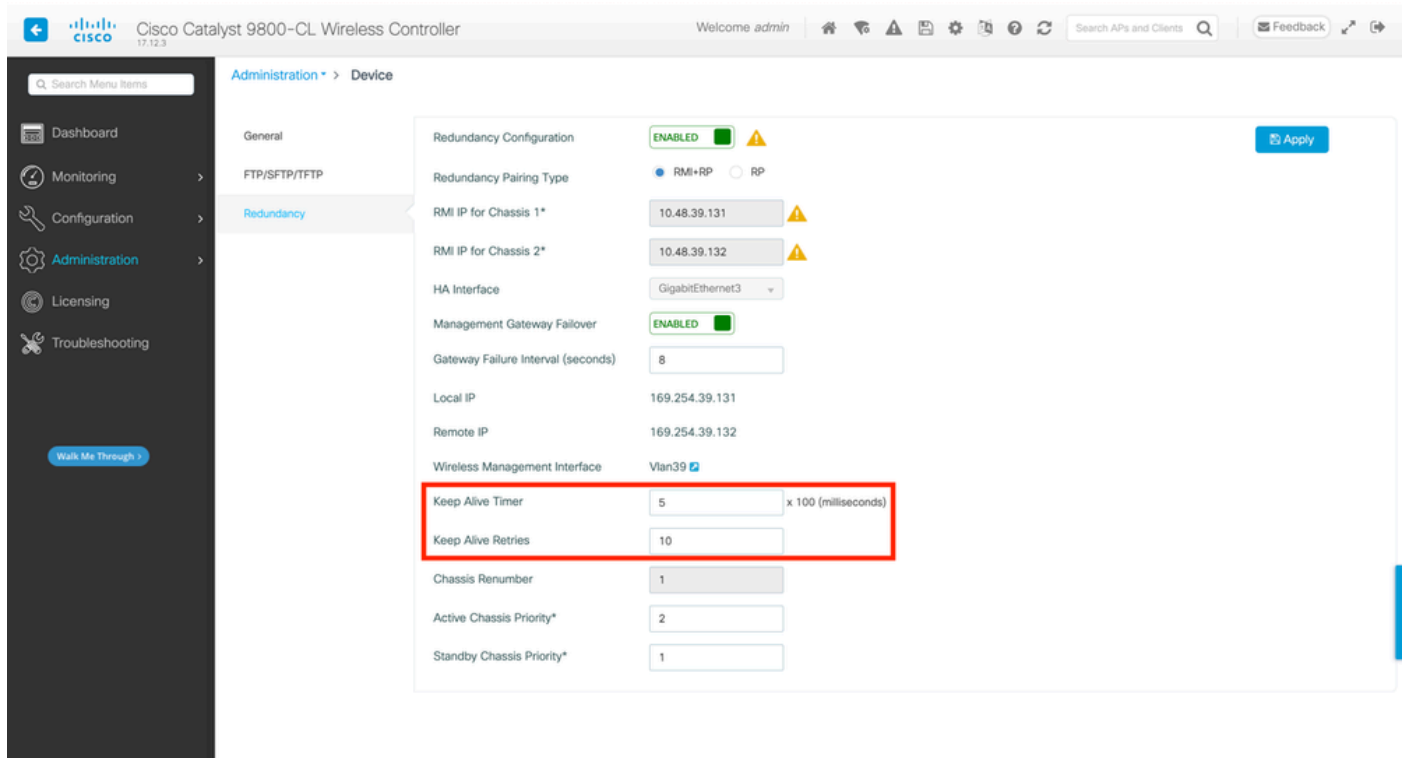 cisco
Cisco Catalyst 9800-CL Wireless Controller
17.12.3
Welcome admin
Search APs and Clients
Feedback
Search Menu Items
Dashboard
Monitoring
Configuration
Administration
Licensing
Troubleshooting
Walk Me Through >
Administration > Device
General
FTP/SFTP/TFTP
Redundancy
Redundancy Configuration ENABLED
Apply
Redundancy Pairing Type RMI+RP RP
RMI IP for Chassis 1* 10.48.39.131
RMI IP for Chassis 2* 10.48.39.132
HA Interface GigabitEthernet3
Management Gateway Failover ENABLED
Gateway Failure Interval (seconds) 8
Local IP 169.254.39.131
Remote IP 169.254.39.132
Wireless Management Interface Vlan39
Keep Alive Timer 5 x 100 (milliseconds)
Keep Alive Retries 10
Chassis Renumber 1
Active Chassis Priority* 2
Standby Chassis Priority* 1